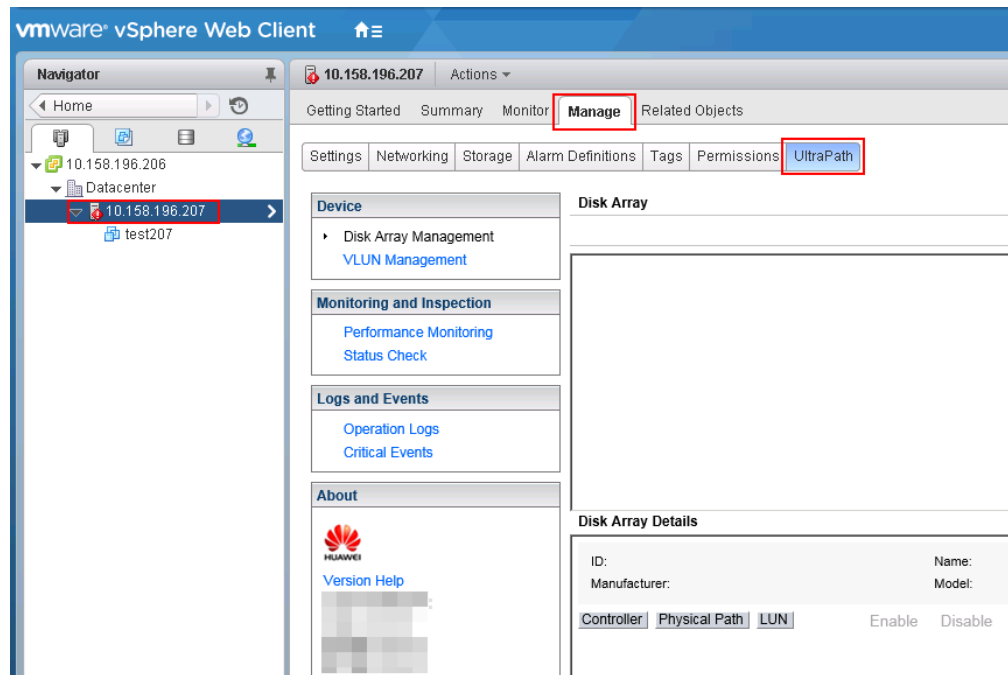 vmware® vSphere Web Client
Navigator
Home
10.158.196.206
Datacenter
10.158.196.207
test207
10.158.196.207 Actions
Getting Started Summary Monitor Manage Related Objects
Settings Networking Storage Alarm Definitions Tags Permissions UltraPath
Device
Disk Array Management
VLUN Management
Monitoring and Inspection
Performance Monitoring
Status Check
Logs and Events
Operation Logs
Critical Events
About
HUAWEI
Version Help
Disk Array
Disk Array Details
ID: Name:
Manufacturer: Model:
Controller Physical Path LUN Enable Disable